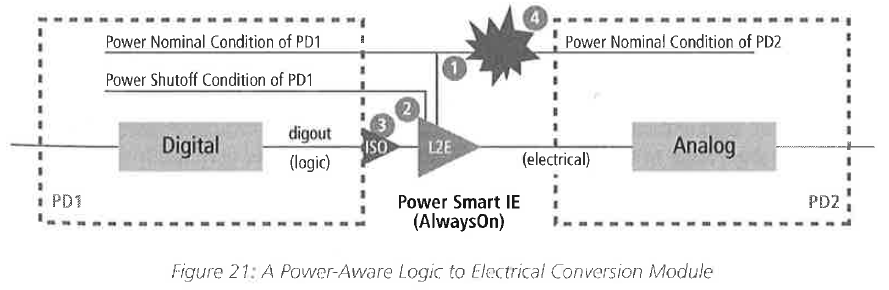 4
Power Nominal Condition of PD1
Power Nominal Condition of PD2
1
Power Shutoff Condition of PD1
2
3
Digital
digout
(logic)
ISO
L2E
(electrical)
Analog
PD1
Power Smart IE
(AlwaysOn)
PD2
Figure 21: A Power-Aware Logic to Electrical Conversion Module